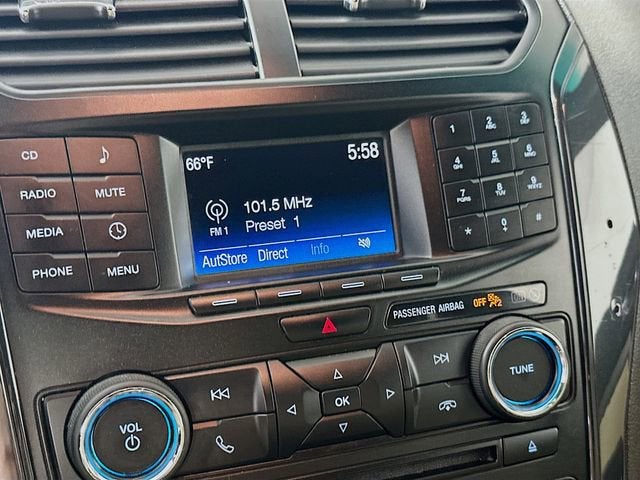 CD
RADIO
MUTE
MEDIA
PHONE
MENU
66°F
5:58
101.5 MHz
FM 1
Preset 1
AutStore Direct Info
1 2 ABC 3 DEF
4 GHI 5 JKL 6 MNO
7 PQRS 8 TUV 9 WXYZ
* 0 #
PASSENGER AIRBAG OFF
VOL
OK
TUNE